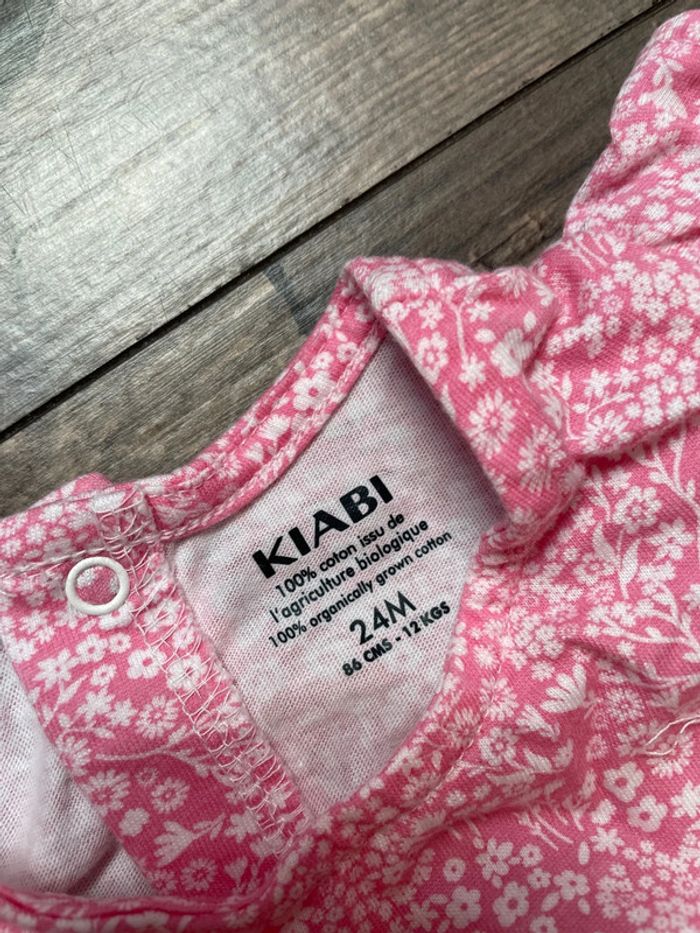 KIABI
100% coton issu de
l'agriculture biologique
100% organically grown cotton
24M
86 CMS - 12 KGS